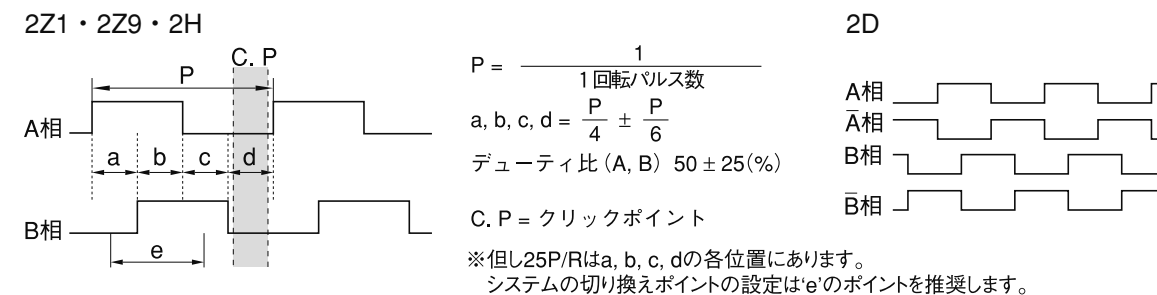 2Z1・2Z9・2H
C. P
P
A相
a b c d
B相
e
P = 1 / 1回転パルス数
a, b, c, d = P/4 ± P/6
デューティ比 (A, B) 50 ± 25(%)
C. P = クリックポイント
※但し25P/Rはa, b, c, dの各位置にあります。
システムの切り換えポイントの設定は‘e’のポイントを推奨します。
2D
A相
A̅相
B相
B̅相